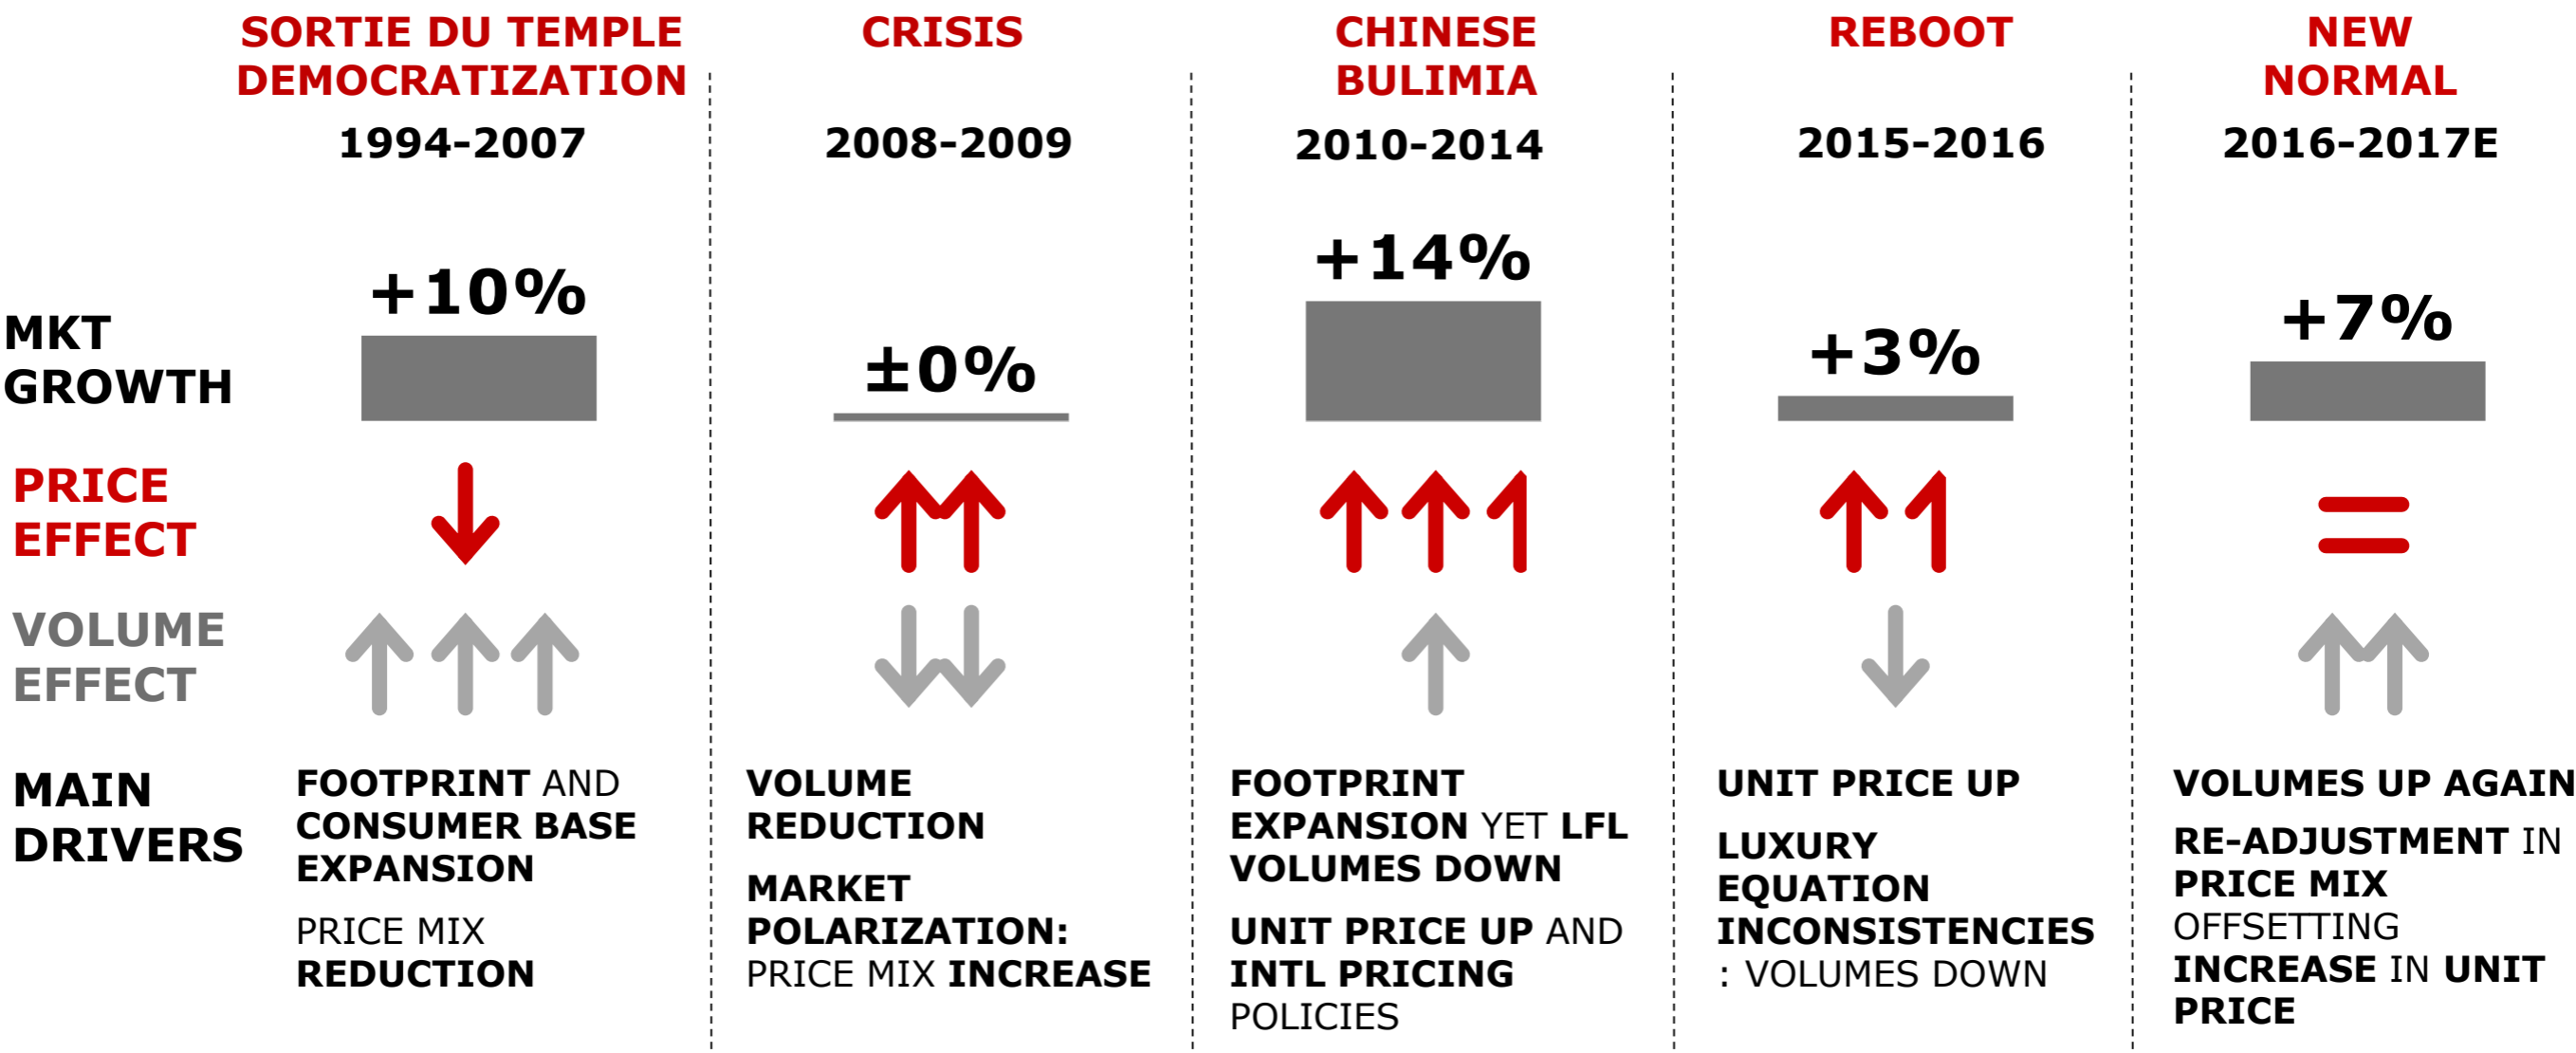 SORTIE DU TEMPLE
DEMOCRATIZATION
1994-2007
CRISIS
2008-2009
CHINESE
BULIMIA
2010-2014
REBOOT
2015-2016
NEW
NORMAL
2016-2017E
MKT
GROWTH
+10%
±0%
+14%
+3%
+7%
PRICE
EFFECT
=
VOLUME
EFFECT
MAIN
DRIVERS
FOOTPRINT AND
CONSUMER BASE
EXPANSION
PRICE MIX
REDUCTION
VOLUME
REDUCTION
MARKET
POLARIZATION:
PRICE MIX INCREASE
FOOTPRINT
EXPANSION YET LFL
VOLUMES DOWN
UNIT PRICE UP AND
INTL PRICING
POLICIES
UNIT PRICE UP
LUXURY
EQUATION
INCONSISTENCIES
: VOLUMES DOWN
VOLUMES UP AGAIN
RE-ADJUSTMENT IN
PRICE MIX
OFFSETTING
INCREASE IN UNIT
PRICE